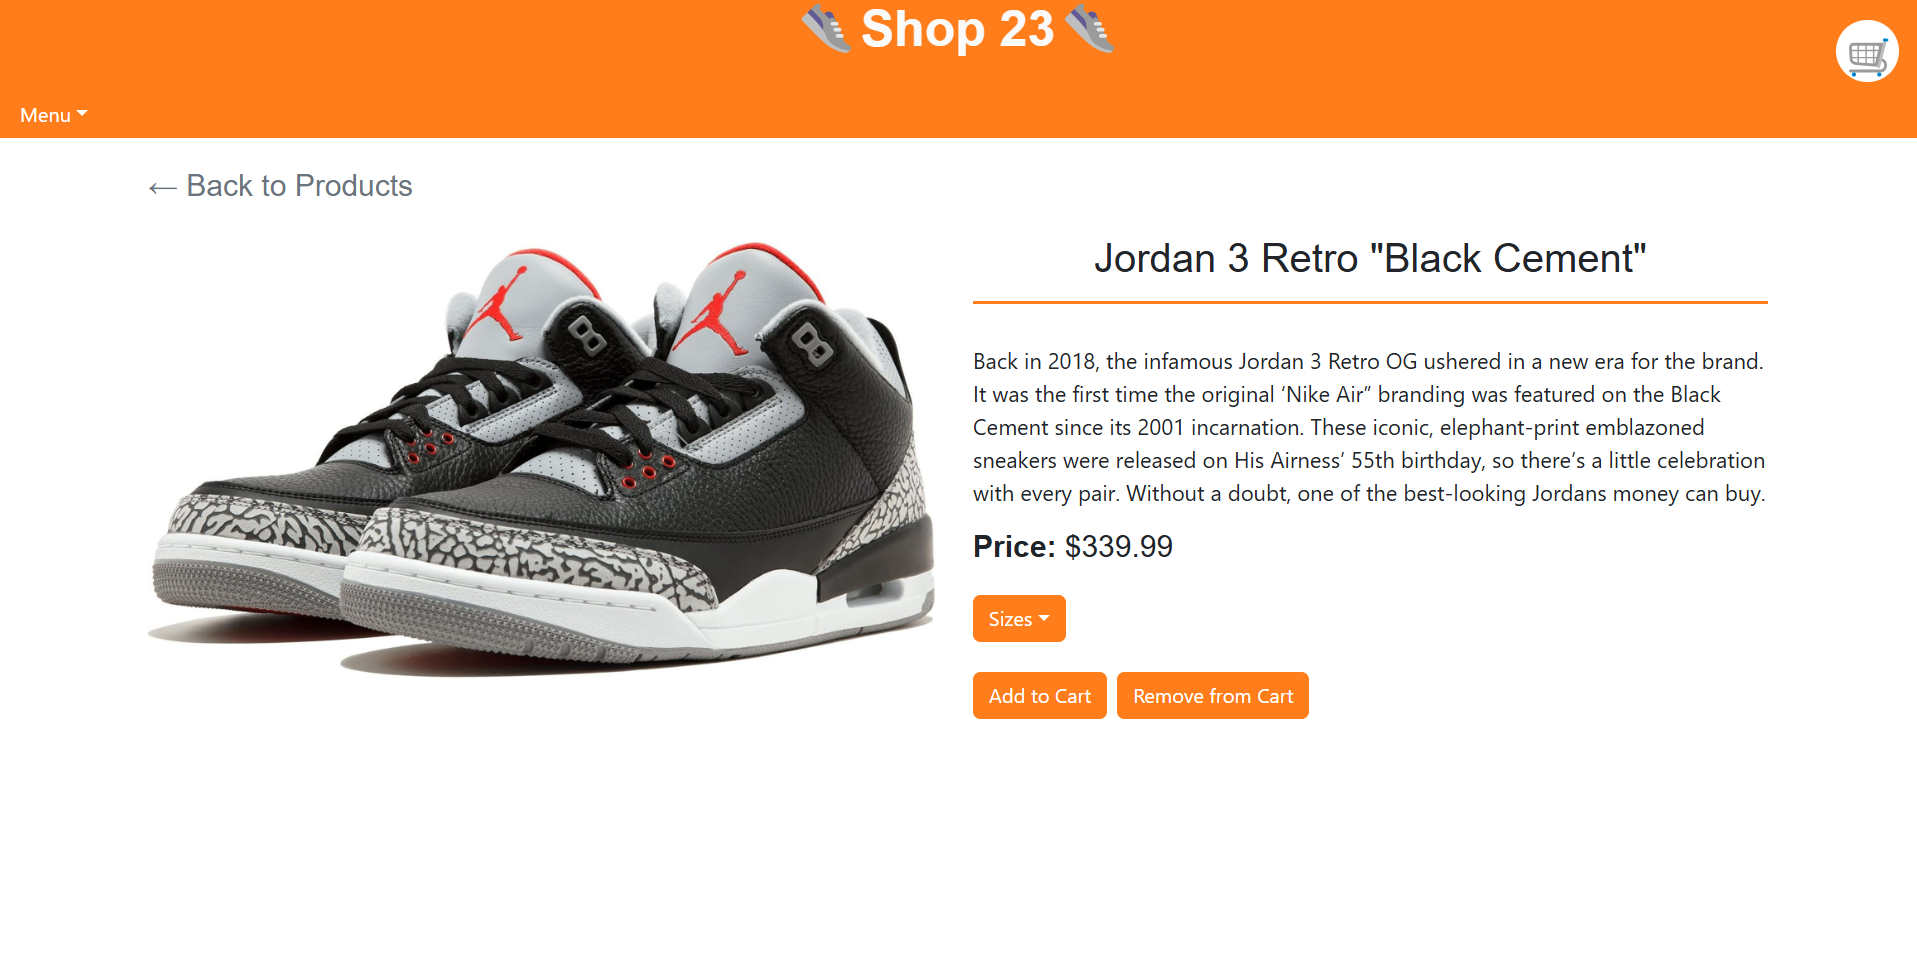 Shop 23
Menu
← Back to Products
Jordan 3 Retro "Black Cement"
Back in 2018, the infamous Jordan 3 Retro OG ushered in a new era for the brand.
It was the first time the original ‘Nike Air” branding was featured on the Black
Cement since its 2001 incarnation. These iconic, elephant-print emblazoned
sneakers were released on His Airness’ 55th birthday, so there’s a little celebration
with every pair. Without a doubt, one of the best-looking Jordans money can buy.
Price: $339.99
Sizes
Add to Cart Remove from Cart